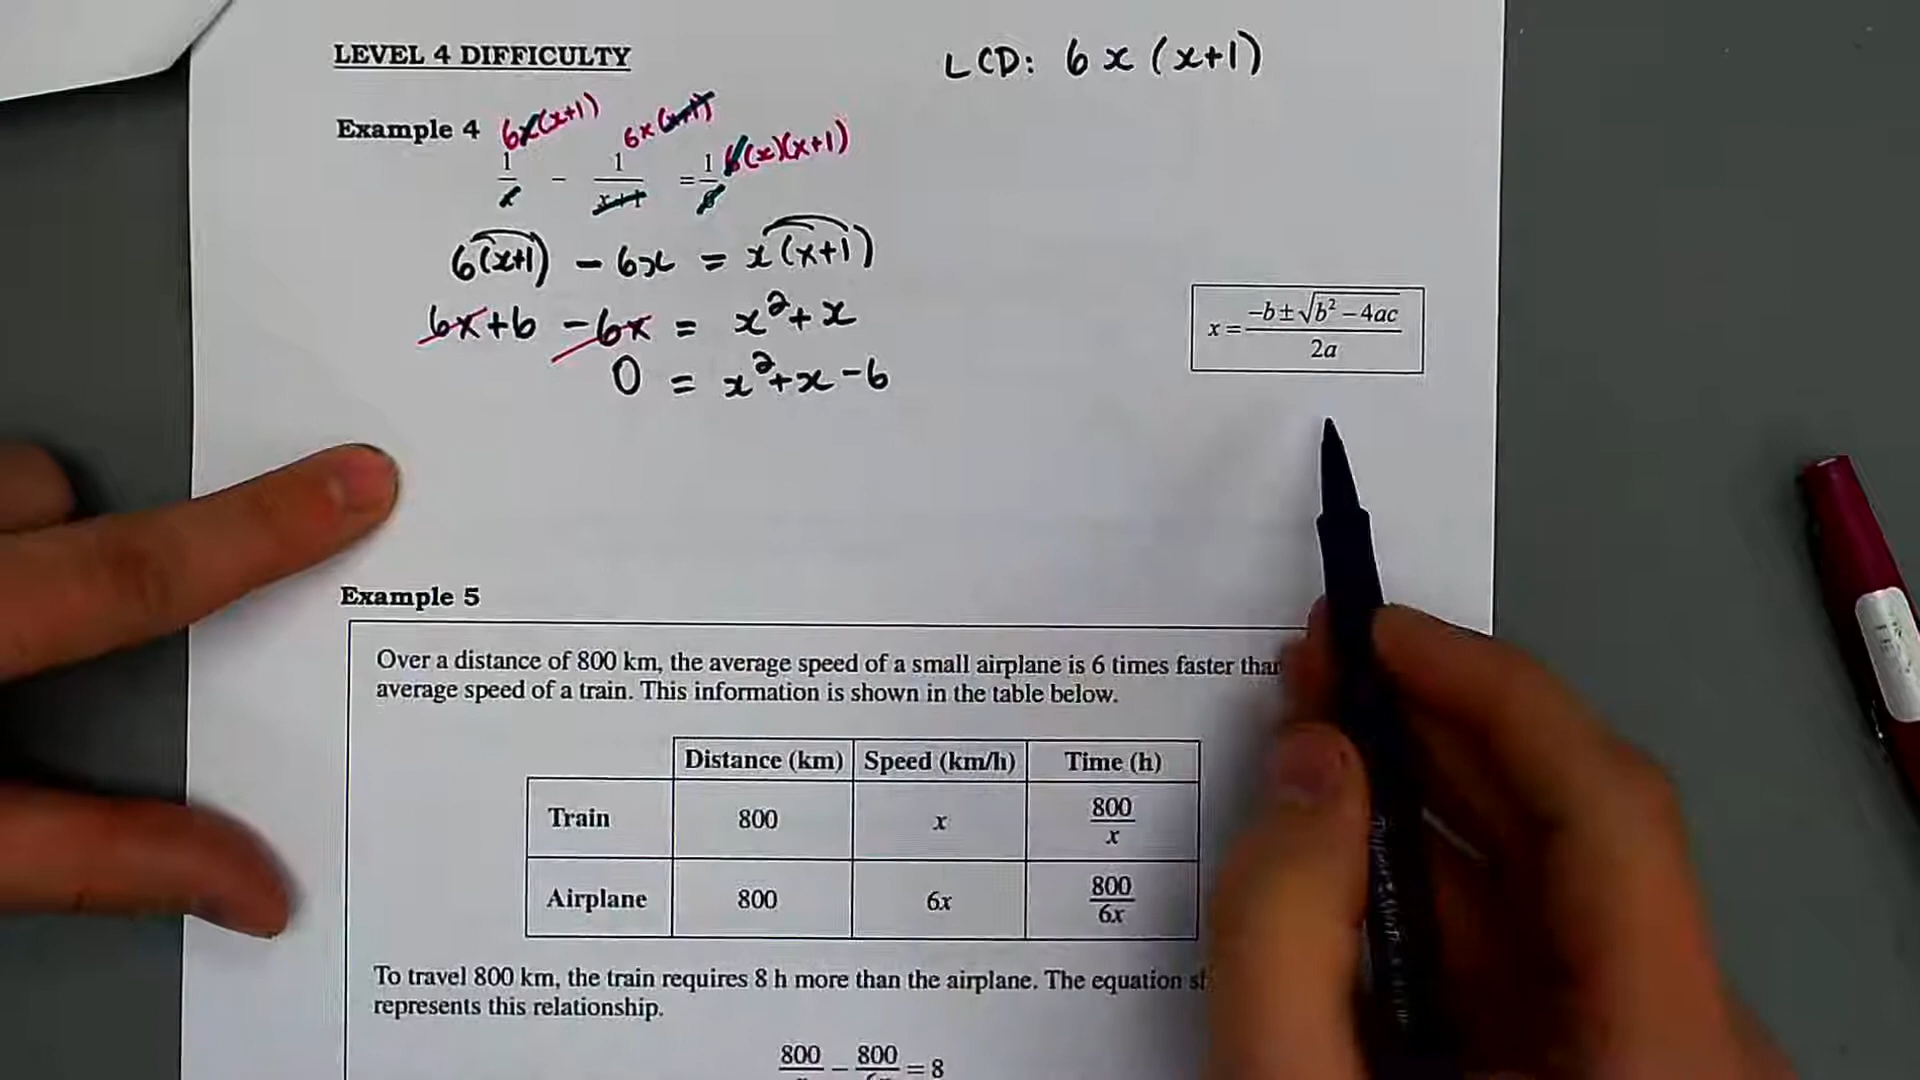 LEVEL 4 DIFFICULTY
LCD: 6x(x+1)
Example 4
6x(x+1) 6x(x+1) 6(x)(x+1)
1/x - 1/x+1 = 1/6
6(x+1) - 6x = x(x+1)
6x+6 -6x = x²+x
0 = x²+x-6
x = -b±√b²-4ac / 2a
Example 5
Over a distance of 800 km, the average speed of a small airplane is 6 times faster than
average speed of a train. This information is shown in the table below.
Distance (km) Speed (km/h) Time (h)
Train 800 x 800/x
Airplane 800 6x 800/6x
To travel 800 km, the train requires 8 h more than the airplane. The equation
represents this relationship.
800 - 800 = 8